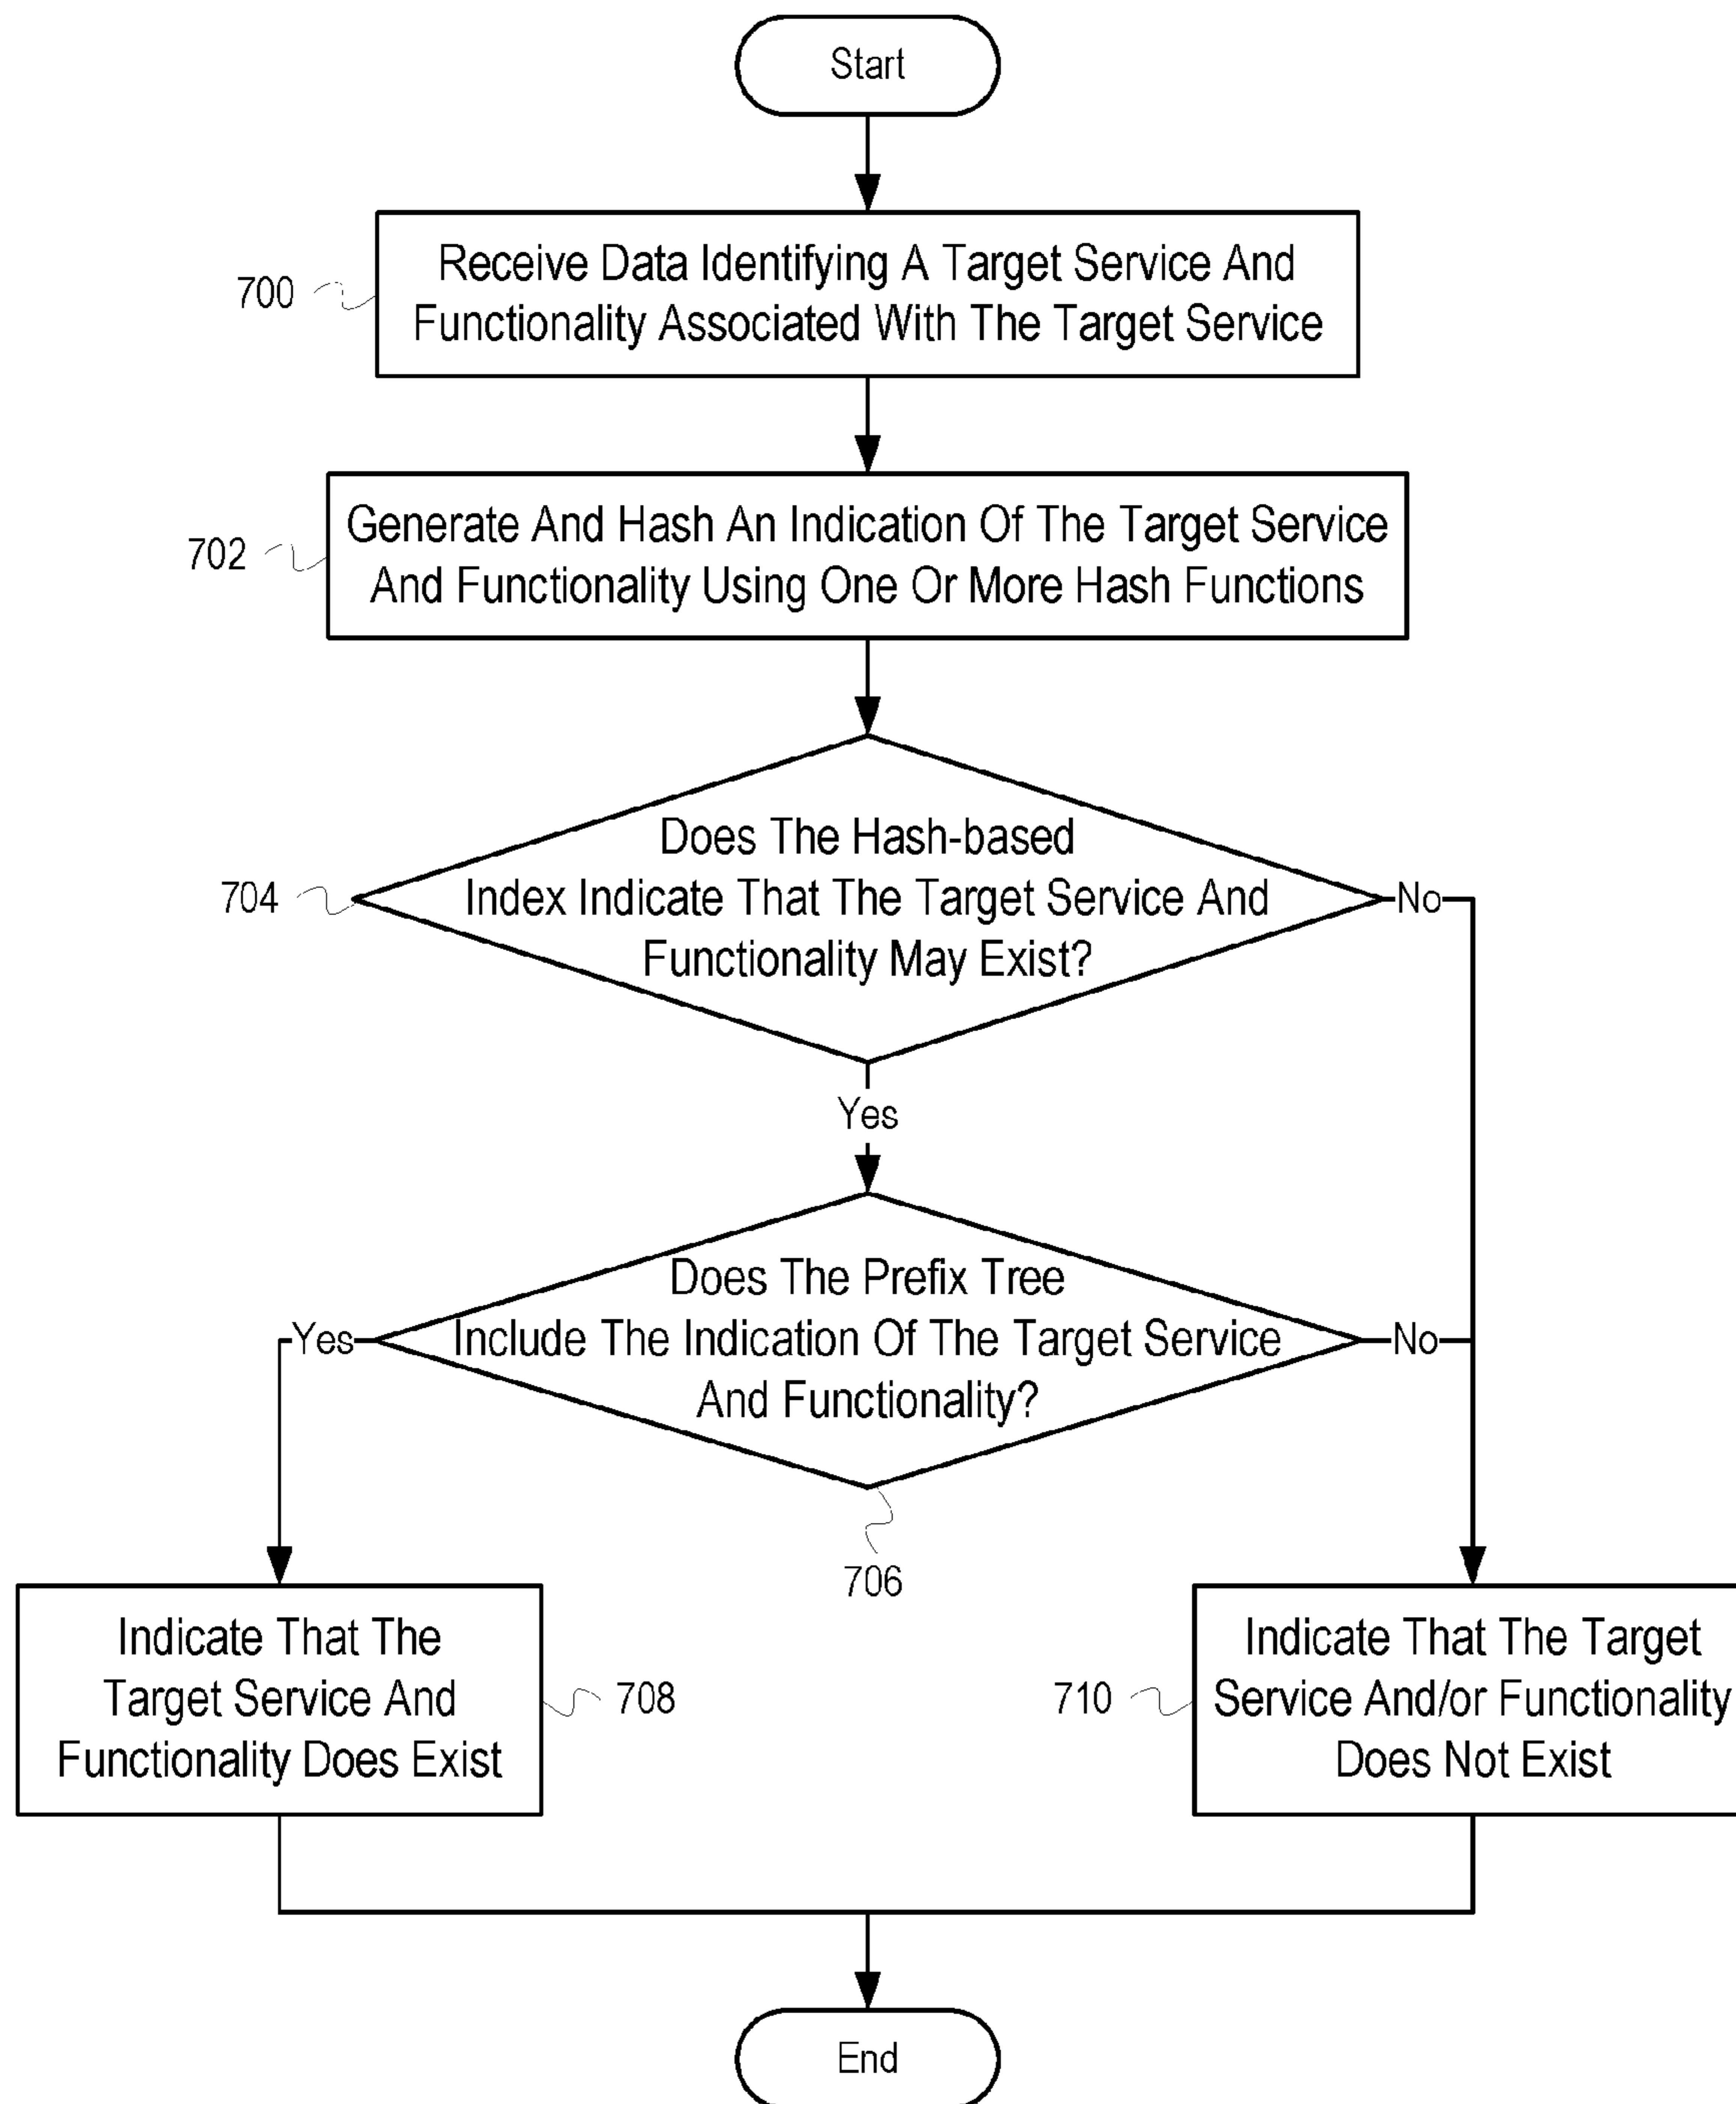 Start
700
Receive Data Identifying A Target Service And
Functionality Associated With The Target Service
702
Generate And Hash An Indication Of The Target Service
And Functionality Using One Or More Hash Functions
704
Does The Hash-based
Index Indicate That The Target Service And
Functionality May Exist?
No
Yes
Does The Prefix Tree
Include The Indication Of The Target Service
And Functionality?
Yes
No
706
Indicate That The
Target Service And
Functionality Does Exist
708
710
Indicate That The Target
Service And/or Functionality
Does Not Exist
End